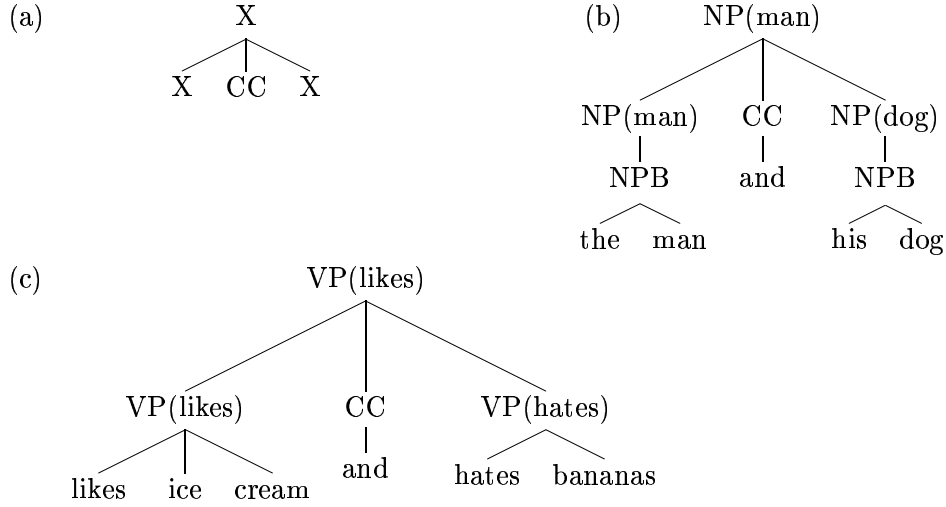 (a) X (b) NP(man)
X CC X
NP(man) CC NP(dog)
NPB and NPB
the man his dog
(c) VP(likes)
VP(likes) CC VP(hates)
and
likes ice cream hates bananas